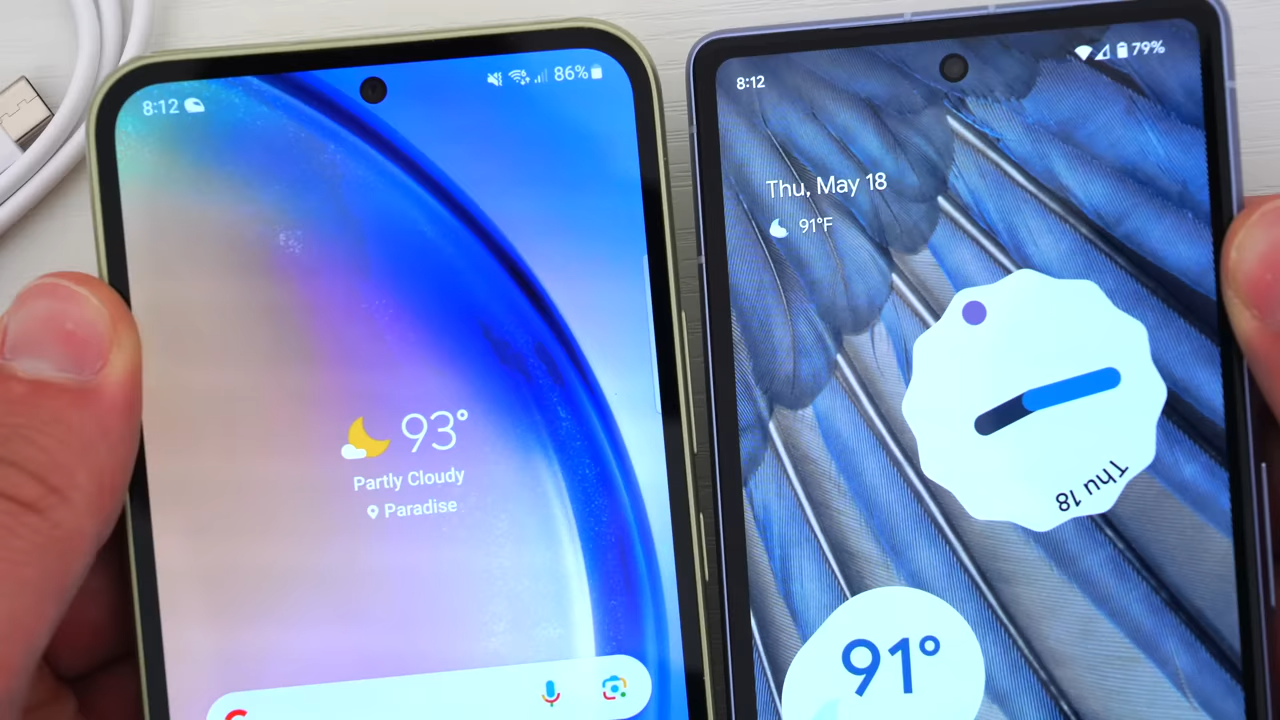 8:12
86%
93°
Partly Cloudy
Paradise
8:12
79%
Thu, May 18
91°F
Thu 18
91°